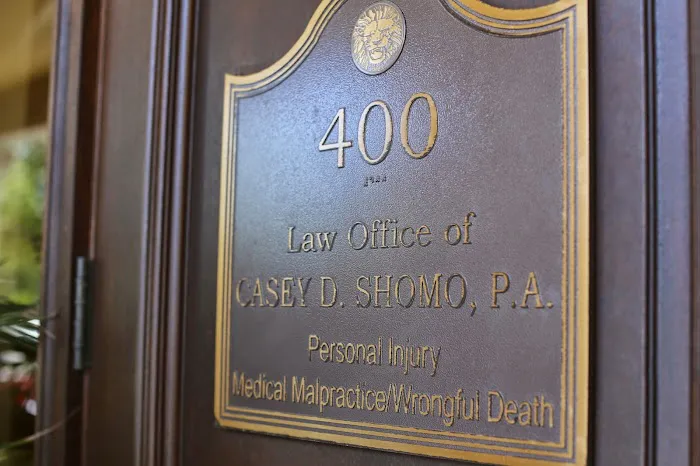 400
Law Office of
CASEY D. SHOMO, P.A.
Personal Injury
Medical Malpractice/Wrongful Death